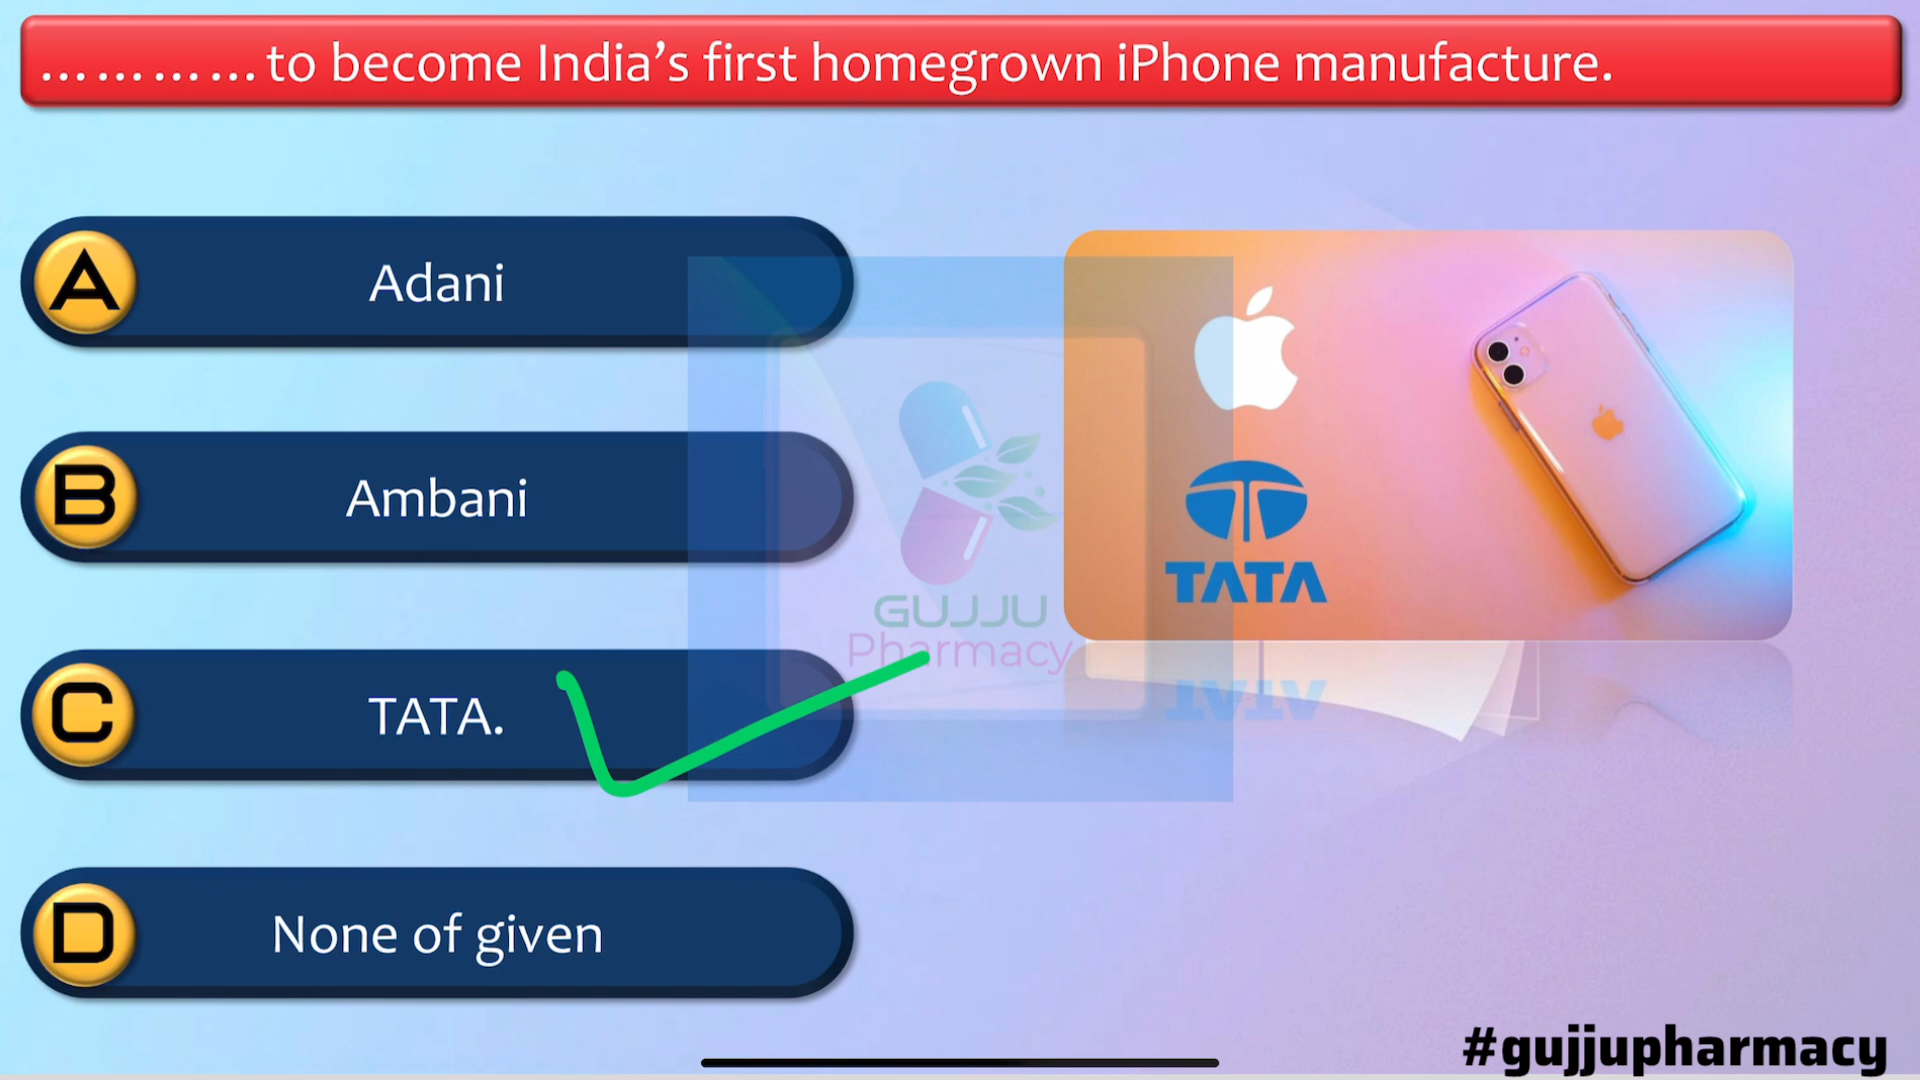 ............ to become India's first homegrown iPhone manufacture.
A
Adani
B
Ambani
C
TATA.
D
None of given
TATA
GUJJU
Pharmacy
#gujjupharmacy